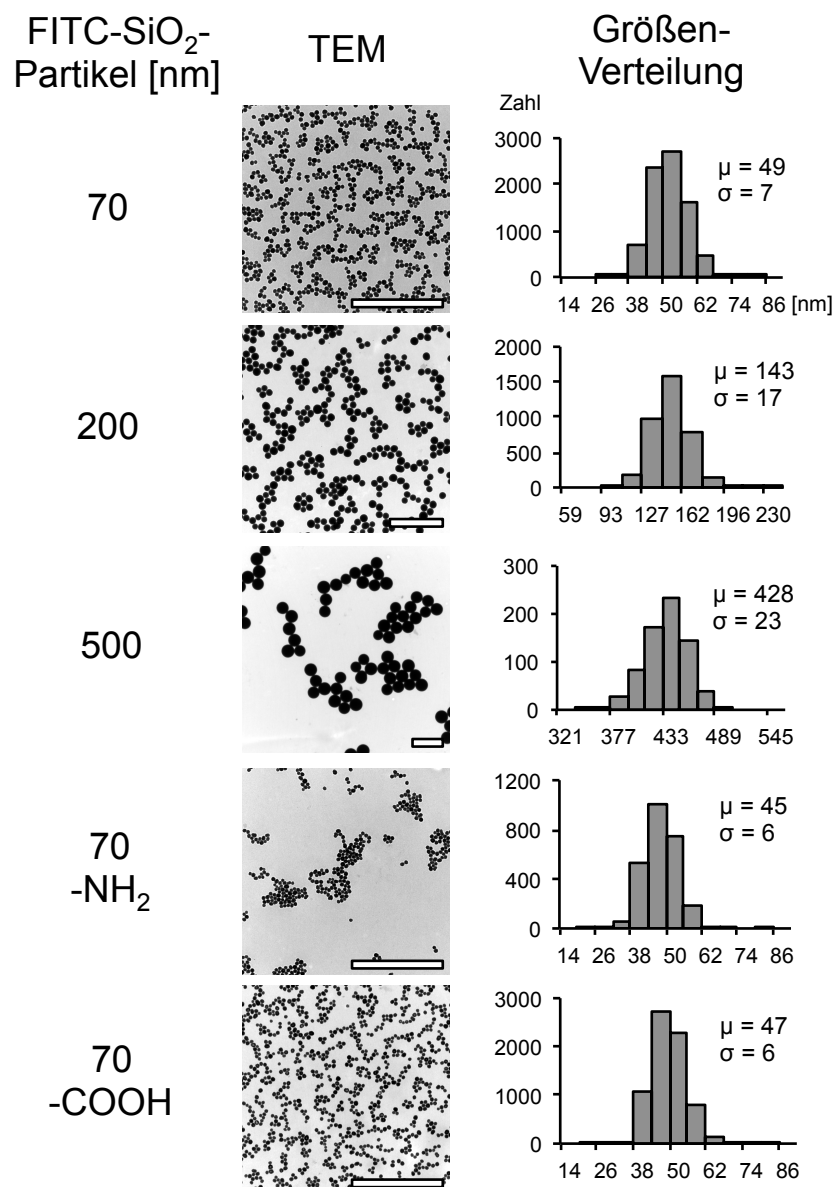 FITC-SiO₂-
Partikel [nm]
TEM
Größen-
Verteilung
70
Zahl
3000
2000
1000
0
µ = 49
σ = 7
14 26 38 50 62 74 86 [nm]
200
2000
1500
1000
500
0
µ = 143
σ = 17
59 93 127 162 196 230
500
300
200
100
0
µ = 428
σ = 23
321 377 433 489 545
70
-NH₂
1200
800
400
0
µ = 45
σ = 6
14 26 38 50 62 74 86
70
-COOH
3000
2000
1000
0
µ = 47
σ = 6
14 26 38 50 62 74 86